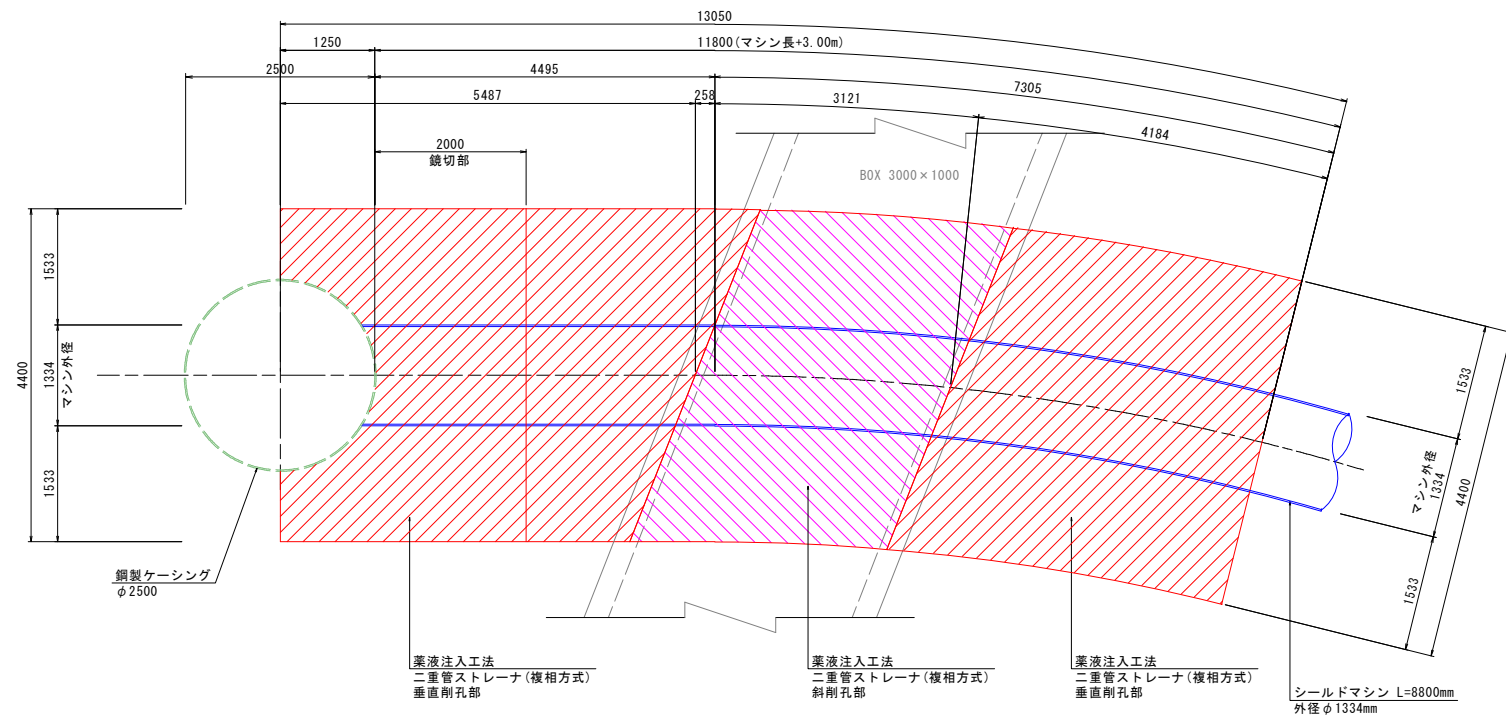 13050
1250
11800(マシン長+3.00m)
2500
4495
7305
5487
258
3121
4184
2000
鏡切部
BOX 3000×1000
4400
1533
1334
マシン外径
1533
1533
マシン外径
1334
4400
1533
鋼製ケーシング
φ2500
薬液注入工法
二重管ストレーナ(複相方式)
垂直削孔部
薬液注入工法
二重管ストレーナ(複相方式)
斜削孔部
薬液注入工法
二重管ストレーナ(複相方式)
垂直削孔部
シールドマシン L=8800mm
外径φ1334mm